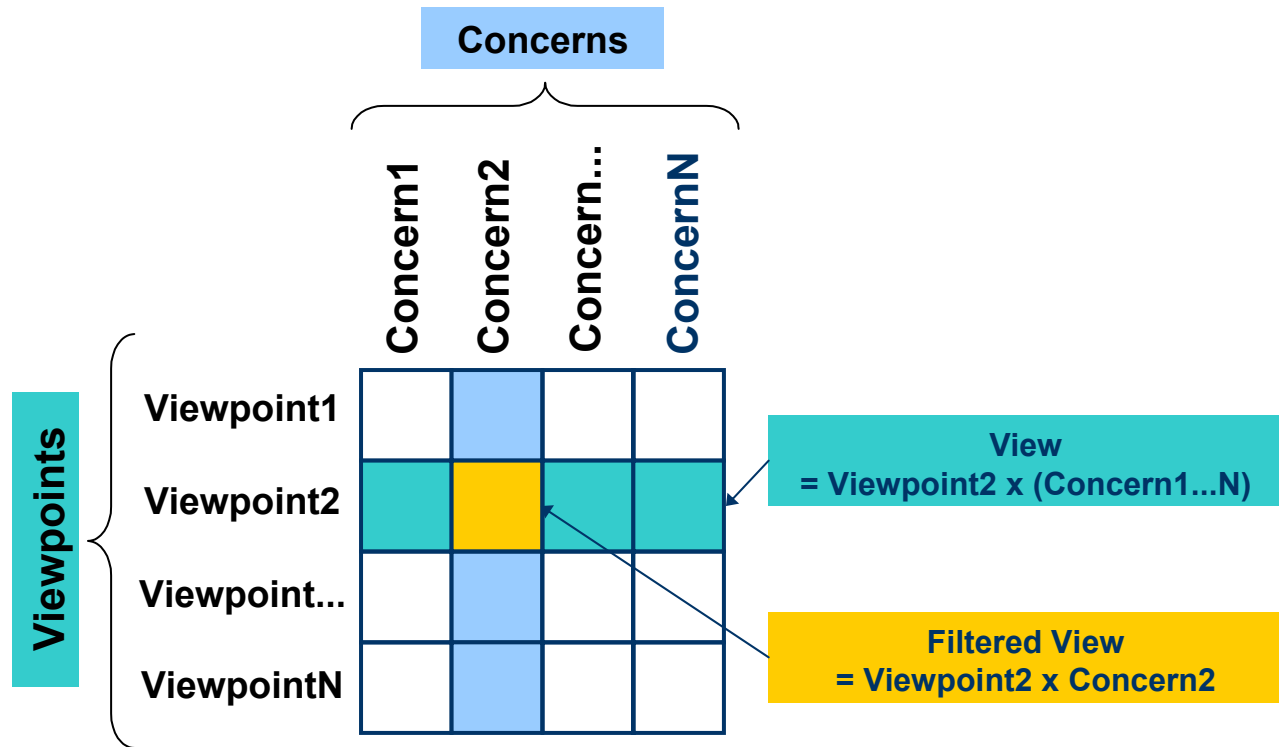 Concerns
Concern1
Concern2
Concern...
ConcernN
Viewpoints
Viewpoint1
Viewpoint2
Viewpoint...
ViewpointN
View
= Viewpoint2 x (Concern1...N)
Filtered View
= Viewpoint2 x Concern2